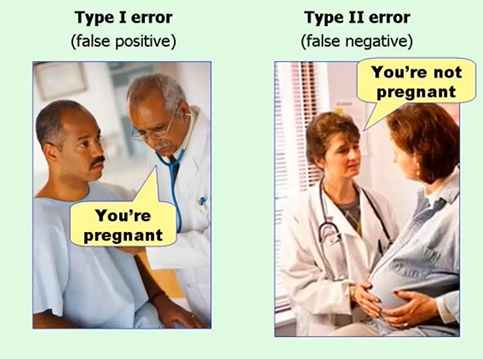 Type I error
(false positive)
You're
pregnant
Type II error
(false negative)
You're not
pregnant